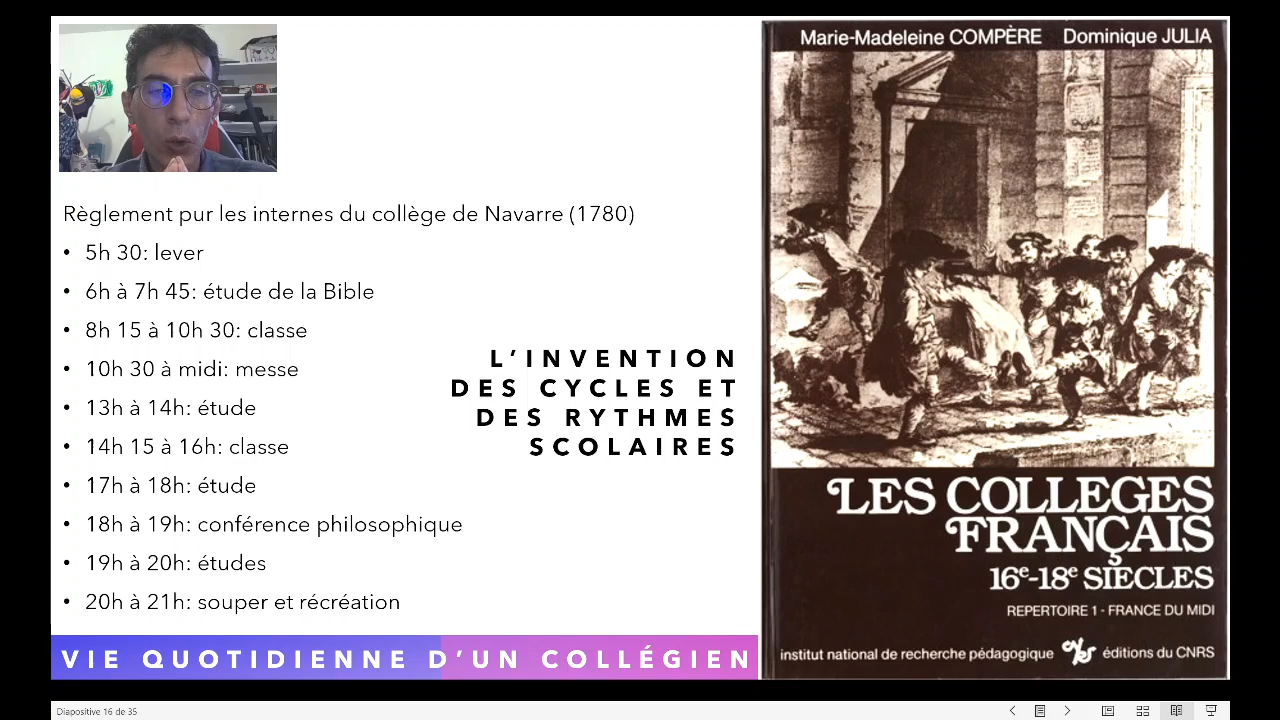 Règlement pur les internes du collège de Navarre (1780)
• 5h 30: lever
• 6h à 7h 45: étude de la Bible
• 8h 15 à 10h 30: classe
• 10h 30 à midi: messe
• 13h à 14h: étude
• 14h 15 à 16h: classe
• 17h à 18h: étude
• 18h à 19h: conférence philosophique
• 19h à 20h: études
• 20h à 21h: souper et récréation
L’INVENTION
DES CYCLES ET
DES RYTHMES
SCOLAIRES
VIE QUOTIDIENNE D’UN COLLÉGIEN
Marie-Madeleine COMPÈRE Dominique JULIA
LES COLLEGES
FRANÇAIS
16e-18e SIÈCLES
REPERTOIRE 1 - FRANCE DU MIDI
institut national de recherche pédagogique cnrs éditions du CNRS
Diapositive 16 de 35